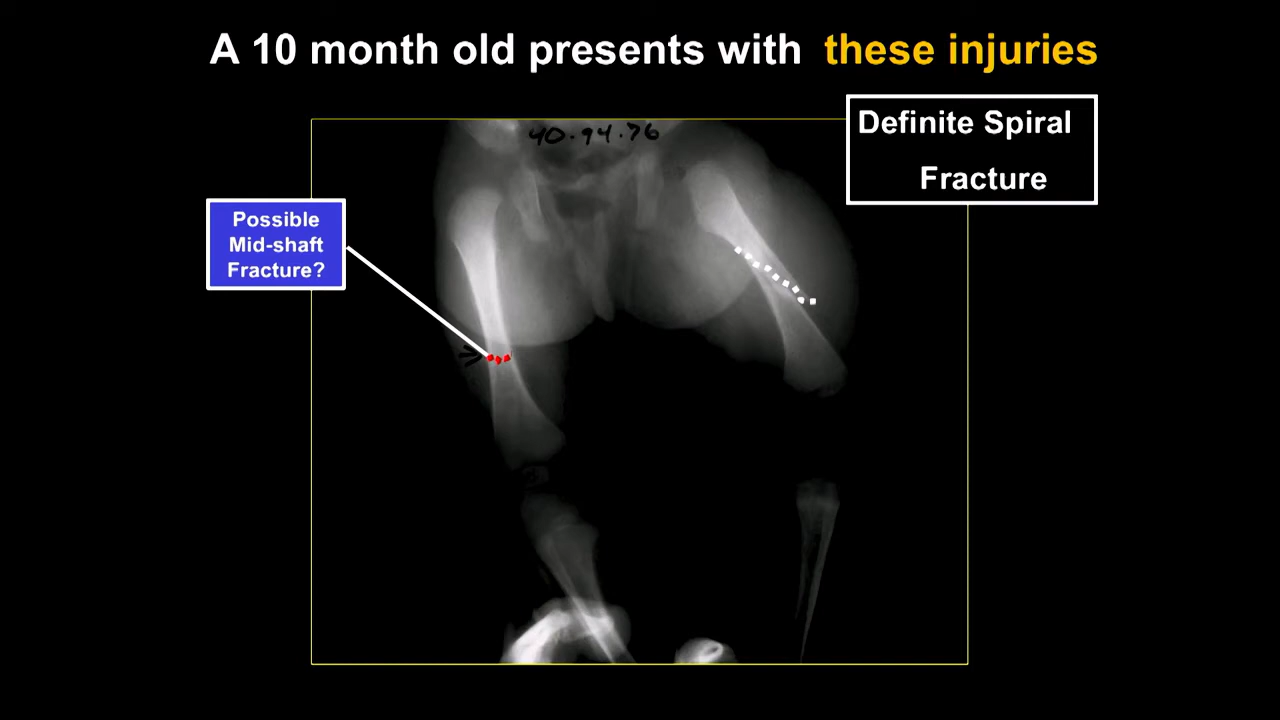 A 10 month old presents with these injuries
Definite Spiral
Fracture
40.94.76
Possible
Mid-shaft
Fracture?